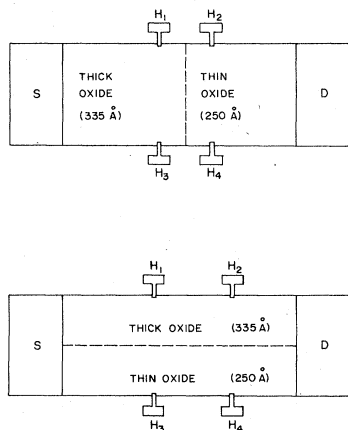 H1 H2
S THICK OXIDE (335 Å) THIN OXIDE (250 Å) D
H3 H4
H1 H2
S THICK OXIDE (335 Å) D
THIN OXIDE (250 Å)
H3 H4